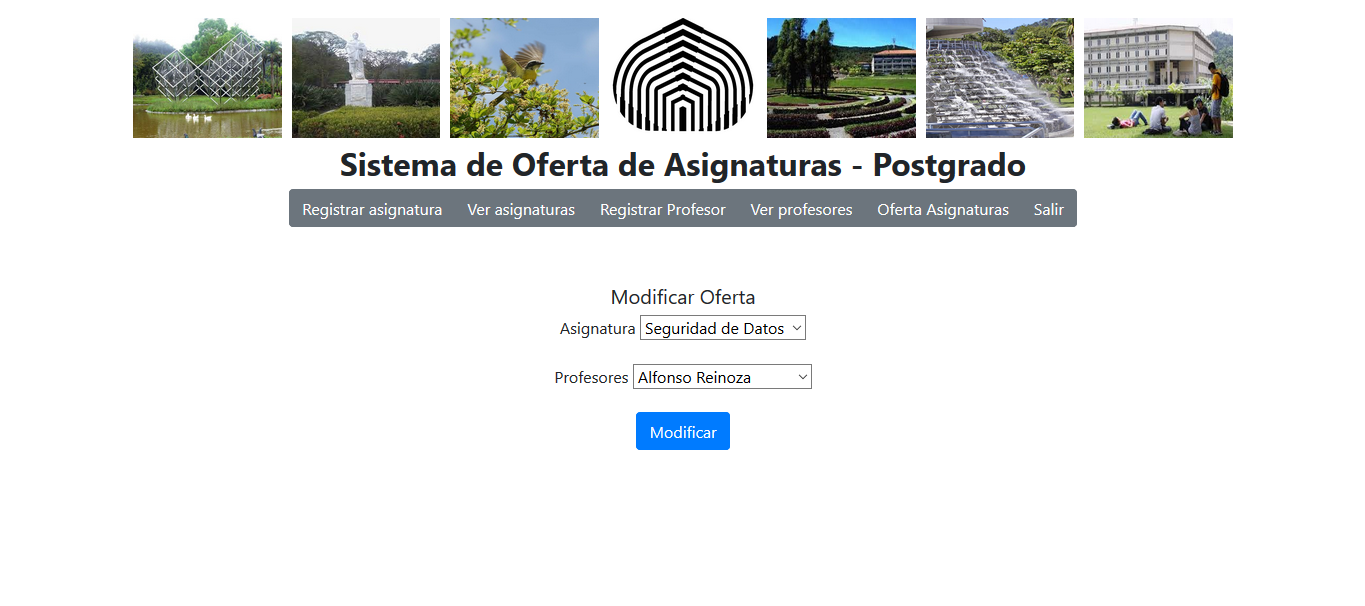 Sistema de Oferta de Asignaturas - Postgrado
Registrar asignatura Ver asignaturas Registrar Profesor Ver profesores Oferta Asignaturas Salir
Modificar Oferta
Asignatura Seguridad de Datos
Profesores Alfonso Reinoza
Modificar